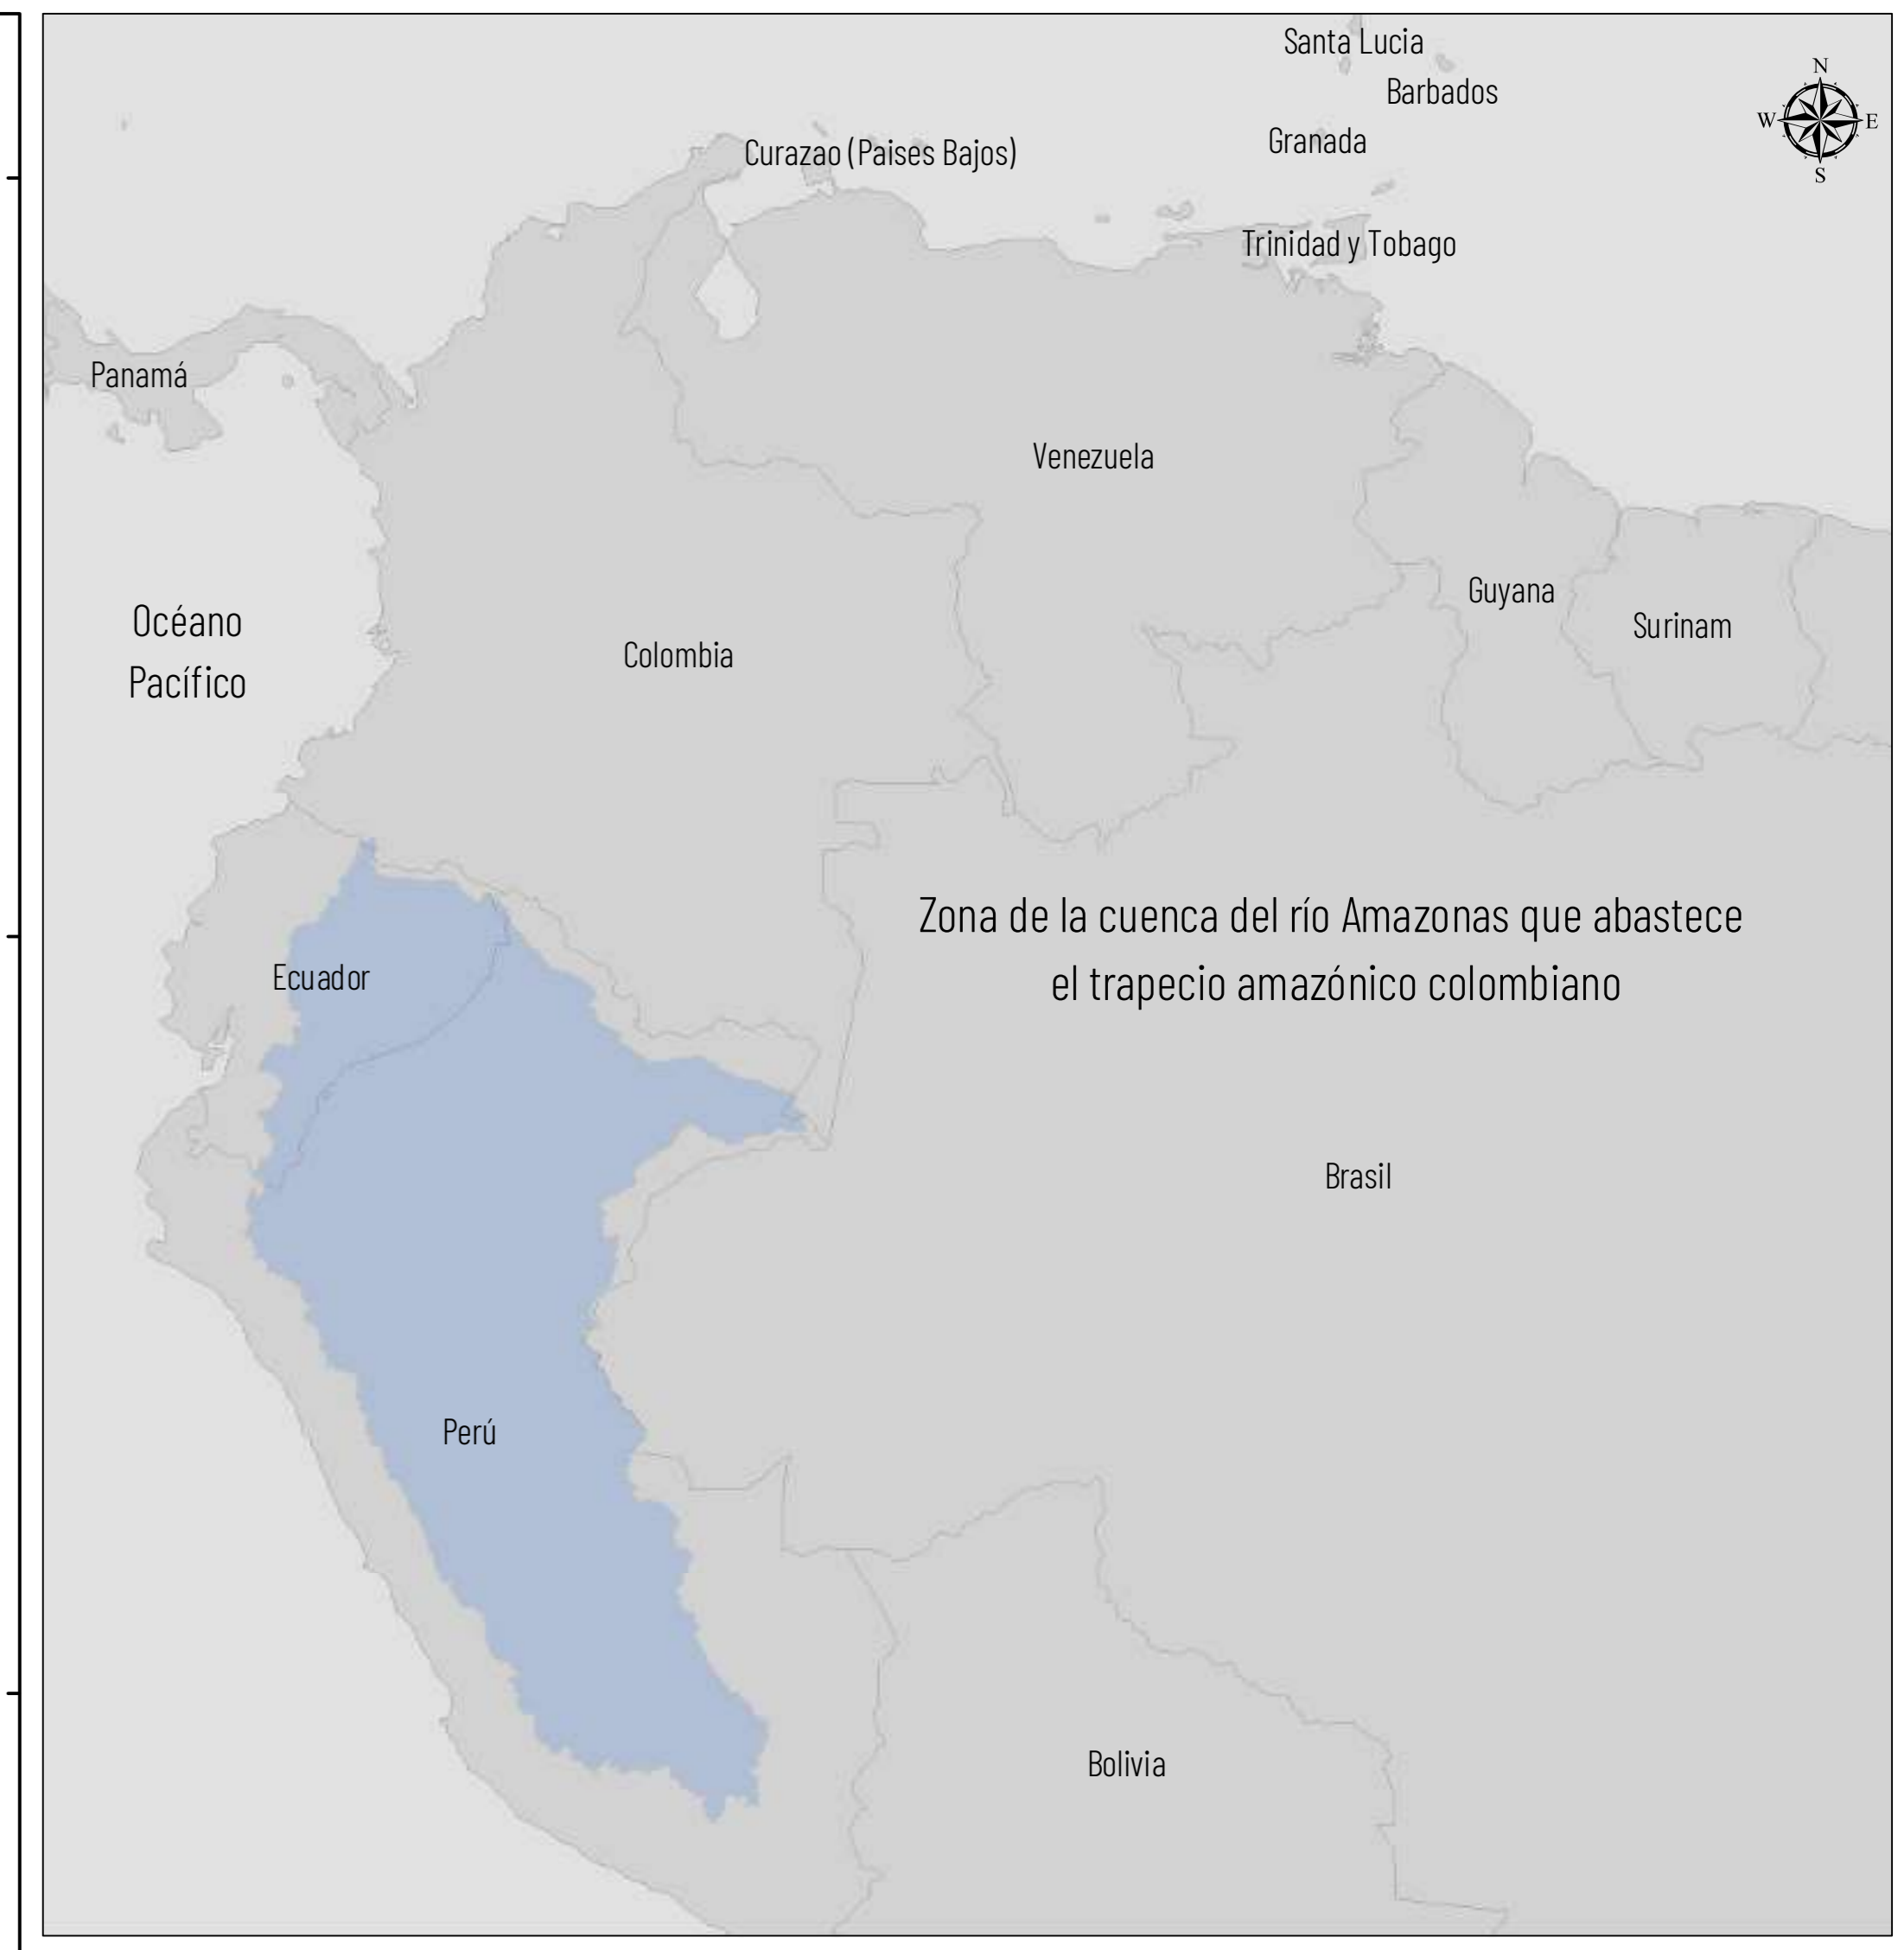 Santa Lucia
Barbados
N
W E
S
Granada
Curazao (Paises Bajos)
Trinidad y Tobago
Panamá
Venezuela
Guyana
Océano
Pacífico
Surinam
Colombia
Zona de la cuenca del río Amazonas que abastece
el trapecio amazónico colombiano
Ecuador
Brasil
Perú
Bolivia